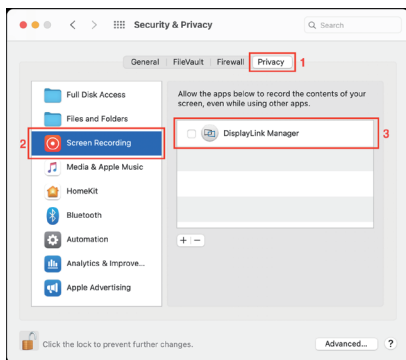 Security & Privacy
Search
General FileVault Firewall Privacy 1
Full Disk Access
Files and Folders
2 Screen Recording
Media & Apple Music
HomeKit
Bluetooth
Automation
Analytics & Improve...
Apple Advertising
Allow the apps below to record the contents of your
screen, even while using other apps.
DisplayLink Manager 3
+ −
Click the lock to prevent further changes.
Advanced... ?